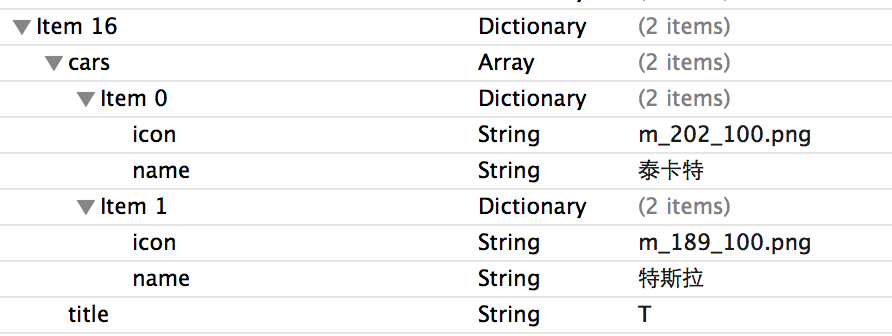 Item 16 Dictionary (2 items)
cars Array (2 items)
Item 0 Dictionary (2 items)
icon String m_202_100.png
name String 泰卡特
Item 1 Dictionary (2 items)
icon String m_189_100.png
name String 特斯拉
title String T